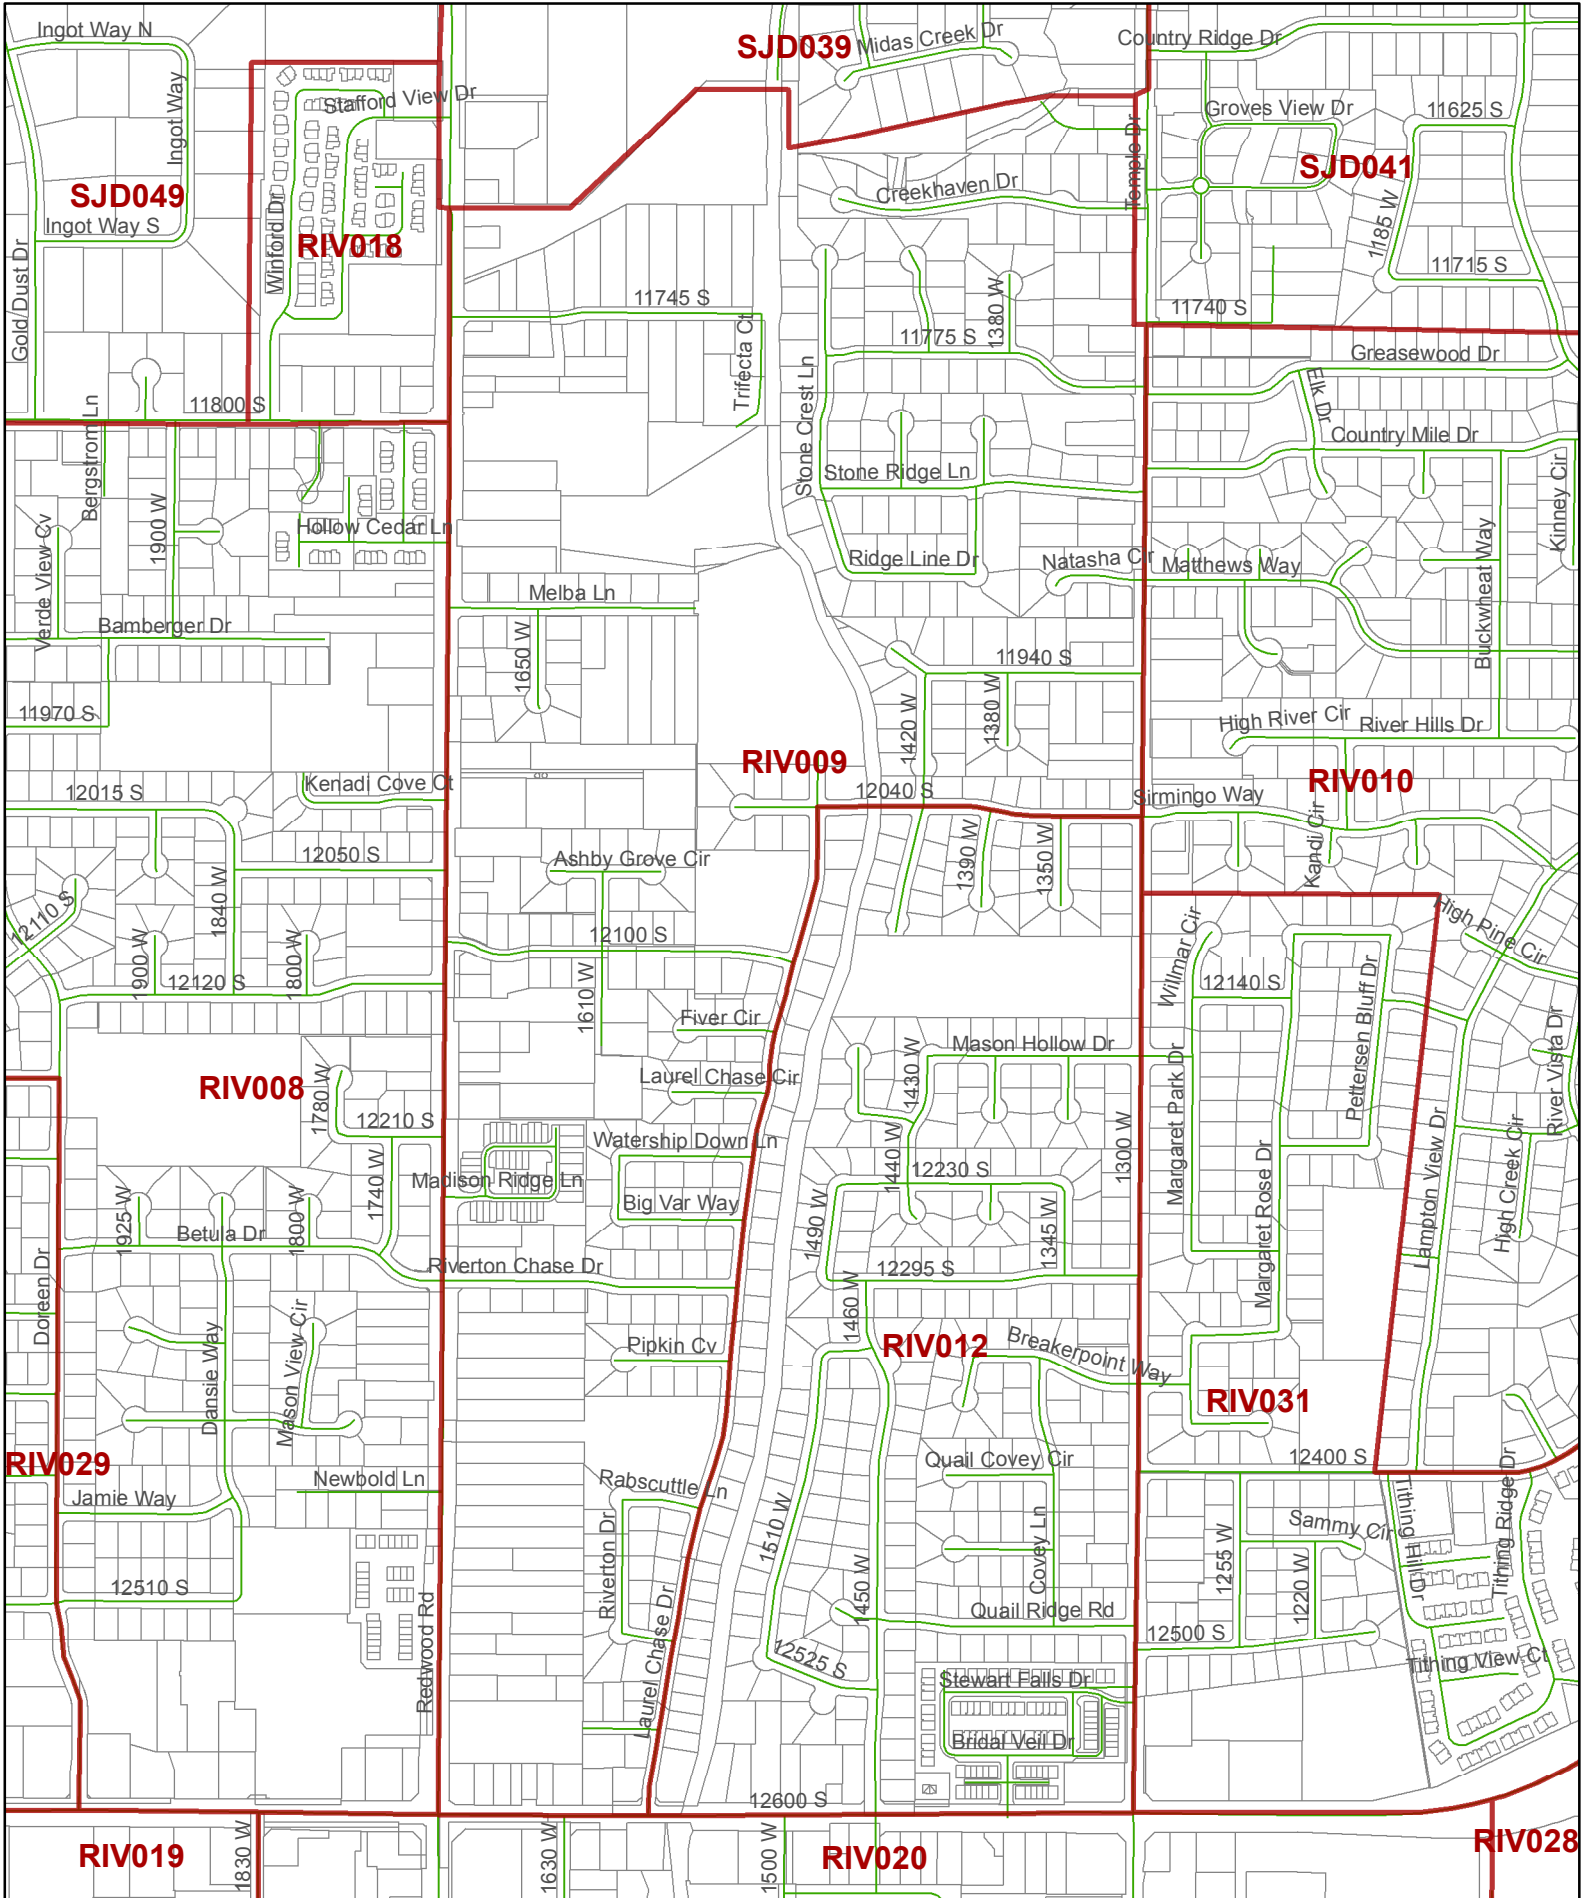 Ingot Way N
SJD039
Midas Creek Dr
Country Ridge Dr
Ingot Way
Stafford View Dr
Groves View Dr
11625 S
Temple Dr
SJD049
Creekhaven Dr
SJD041
Ingot Way S
Winford Dr
RIV018
1185 W
11715 S
Gold Dust Dr
11745 S
1380 W
11740 S
11775 S
Trifecta Ct
Stone Crest Ln
Greasewood Dr
Elk Dr
11800 S
Bergstrom Ln
Country Mile Dr
Stone Ridge Ln
Kinney Cir
1900 W
Hollow Cedar Ln
Verde View Cv
Ridge Line Dr
Natasha Cir
Matthews Way
Buckwheat Way
Melba Ln
Bamberger Dr
1650 W
11940 S
11970 S
1420 W
1380 W
High River Cir
River Hills Dr
RIV009
RIV010
Kenadi Cove Ct
12015 S
12040 S
Sirmingo Way
Kandi Cir
12050 S
Ashby Grove Cir
1390 W
1350 W
1840 W
12110 S
High Pine Cir
12100 S
Willmar Cir
1900 W
12120 S
1800 W
12140 S
1610 W
Pettersen Bluff Dr
Fiver Cir
Mason Hollow Dr
River Vista Dr
Laurel Chase Cir
RIV008
1430 W
1780 W
12210 S
Margaret Park Dr
Watership Down Ln
1440 W
12230 S
1300 W
Madison Ridge Ln
Margaret Rose Dr
Lampton View Dr
High Creek Cir
1740 W
Big Var Way
1925 W
1800 W
1490 W
1345 W
Betula Dr
Doreen Dr
Riverton Chase Dr
12295 S
1460 W
RIV012
Breakerpoint Way
Pipkin Cv
Dansie Way
Mason View Cir
RIV031
RIV029
12400 S
Newbold Ln
Quail Covey Cir
Rabscuttle Ln
Jamie Way
Tithing Hill Dr
Tithing Ridge Dr
1510 W
Sammy Cir
Riverton Dr
Covey Ln
1255 W
1220 W
12510 S
1450 W
Quail Ridge Rd
12500 S
Redwood Rd
Laurel Chase Dr
12525 S
Tithing View Ct
Stewart Falls Dr
Bridal Veil Dr
12600 S
RIV019
1830 W
1630 W
1500 W
RIV020
RIV028